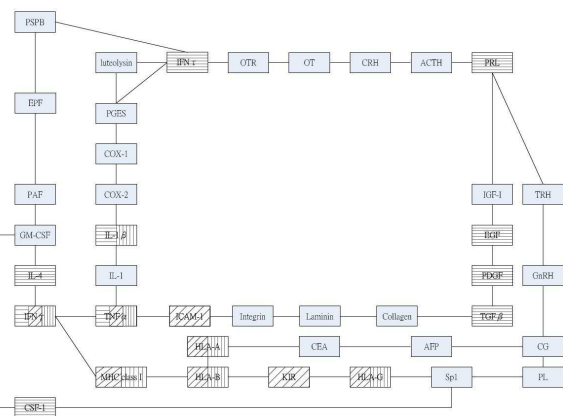 PSPB
luteolysin
IFN τ
OTR
OT
CRH
ACTH
PRL
EPF
PGES
COX-1
PAF
COX-2
IGF-I
TRH
GM-CSF
IL-1 β
EGF
IL-4
IL-1
PDGF
GnRH
IFN γ
TNF α
ICAM-1
Integrin
Laminin
Collagen
TGF β
HLA-A
CEA
AFP
CG
MHC class I
HLA-B
KIR
HLA-G
Sp1
PL
CSF-1